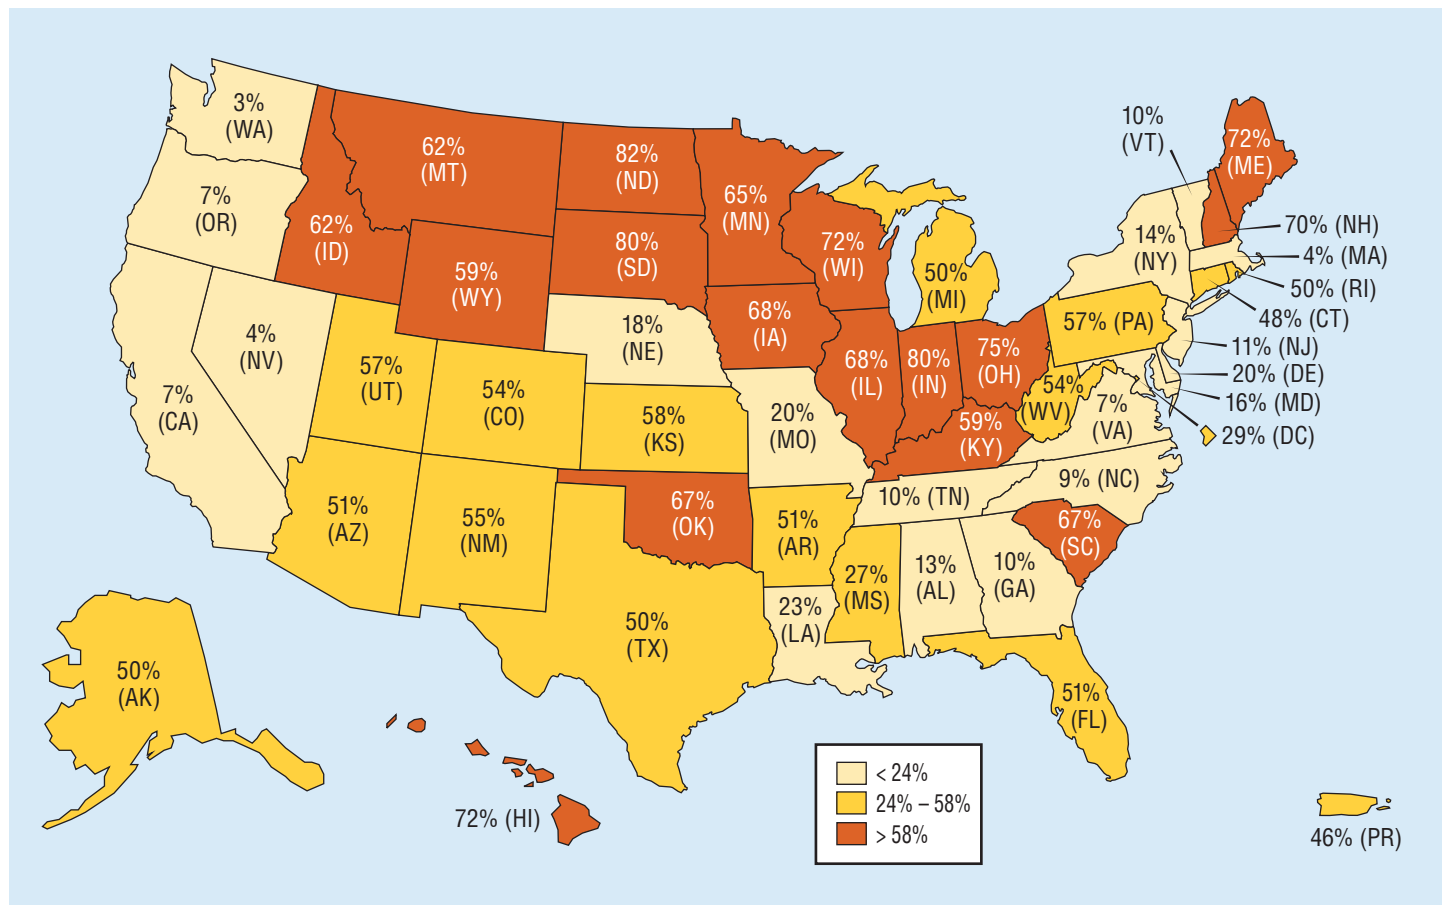 3%
(WA)
7%
(OR)
7%
(CA)
4%
(NV)
62%
(ID)
62%
(MT)
59%
(WY)
57%
(UT)
54%
(CO)
51%
(AZ)
55%
(NM)
82%
(ND)
80%
(SD)
18%
(NE)
58%
(KS)
67%
(OK)
50%
(TX)
65%
(MN)
68%
(IA)
20%
(MO)
51%
(AR)
23%
(LA)
72%
(WI)
68%
(IL)
50%
(MI)
80%
(IN)
75%
(OH)
59%
(KY)
10% (TN)
27%
(MS)
13%
(AL)
10%
(GA)
51%
(FL)
67%
(SC)
9% (NC)
7%
(VA)
54%
(WV)
57% (PA)
14%
(NY)
10%
(VT)
72%
(ME)
70% (NH)
4% (MA)
50% (RI)
48% (CT)
11% (NJ)
20% (DE)
16% (MD)
29% (DC)
50%
(AK)
72% (HI)
< 24%
24% – 58%
> 58%
46% (PR)